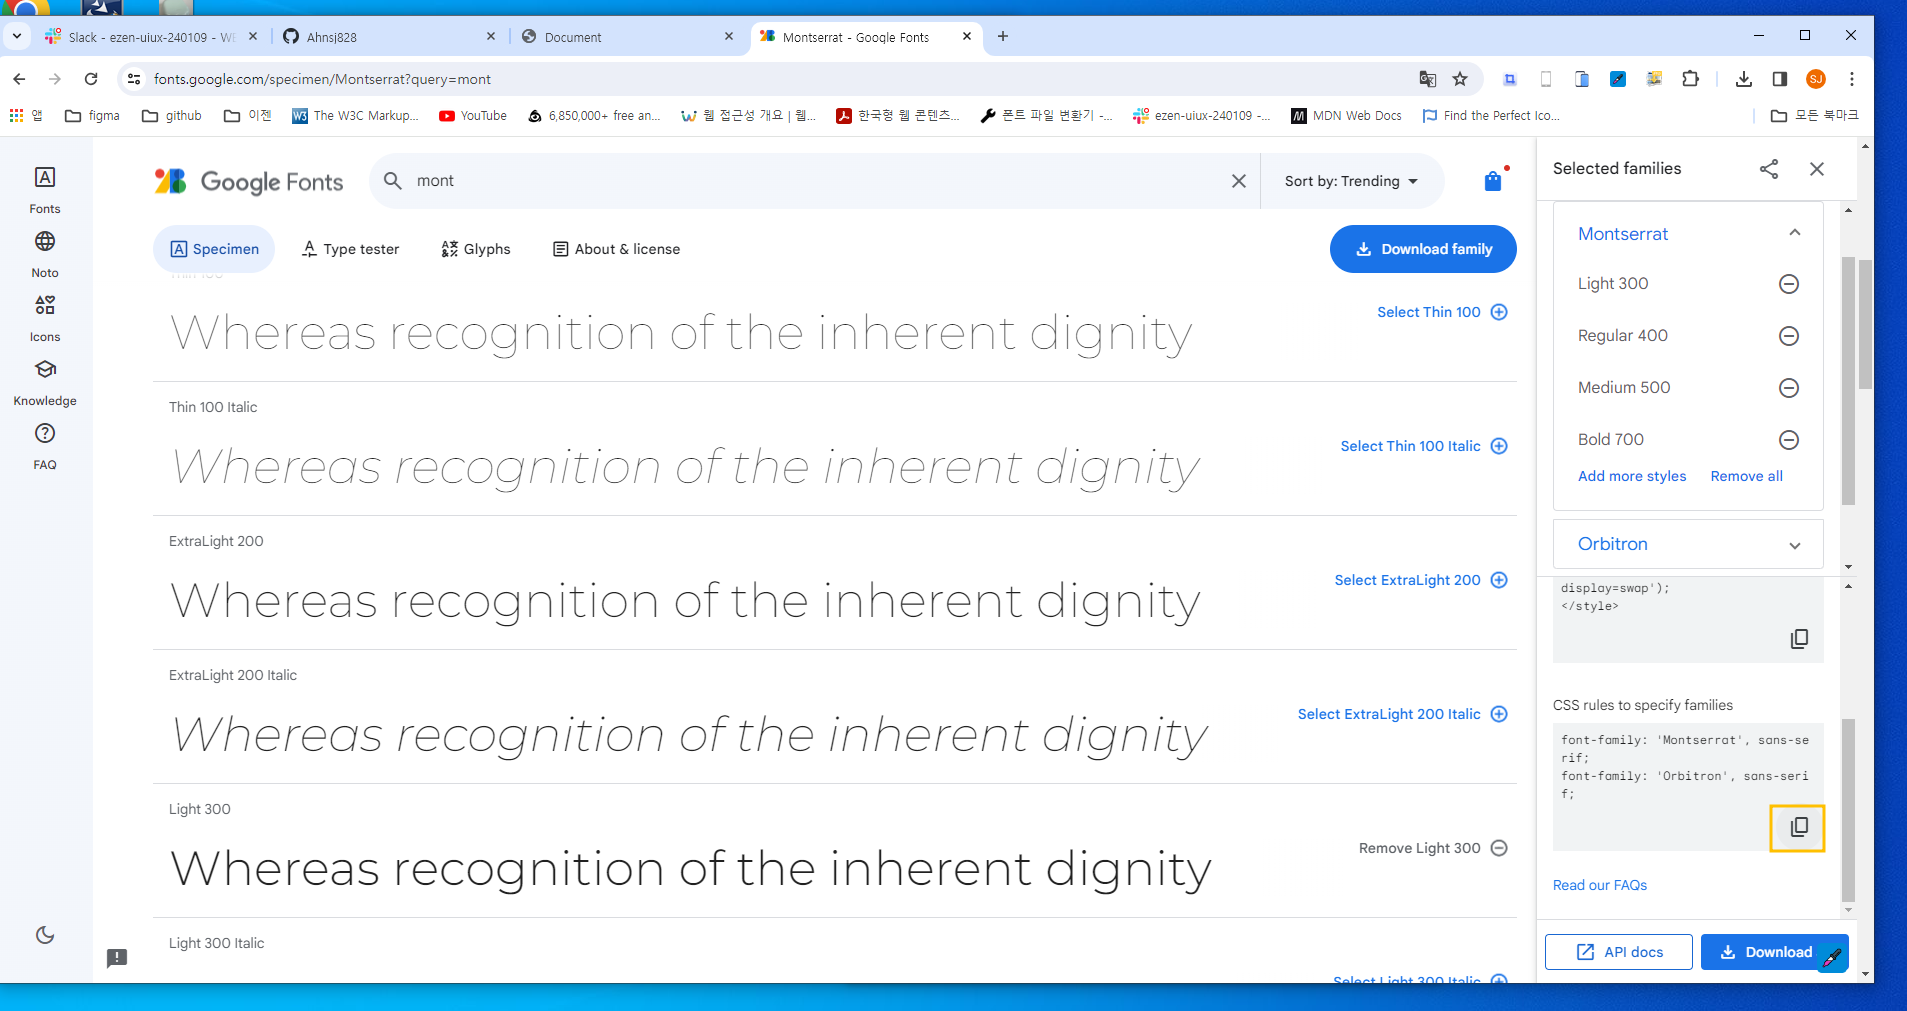 Slack - ezen-uiux-240109 - WE
Ahnsj828
Document
Montserrat - Google Fonts
fonts.google.com/specimen/Montserrat?query=mont
SJ
앱
figma
github
이젠
The W3C Markup...
YouTube
6,850,000+ free an...
웹 접근성 개요 | 웹...
한국형 웹 콘텐츠...
폰트 파일 변환기 -...
ezen-uiux-240109 -...
MDN Web Docs
Find the Perfect Ico...
모든 북마크
Fonts
Noto
Icons
Knowledge
FAQ
Google Fonts
mont
Sort by: Trending
Specimen
Type tester
Glyphs
About & license
Download family
Thin 100
Whereas recognition of the inherent dignity
Select Thin 100
Thin 100 Italic
Whereas recognition of the inherent dignity
Select Thin 100 Italic
ExtraLight 200
Whereas recognition of the inherent dignity
Select ExtraLight 200
ExtraLight 200 Italic
Whereas recognition of the inherent dignity
Select ExtraLight 200 Italic
Light 300
Whereas recognition of the inherent dignity
Remove Light 300
Light 300 Italic
Select Light 300 Italic
Selected families
Montserrat
Light 300
Regular 400
Medium 500
Bold 700
Add more styles
Remove all
Orbitron
display=swap');
</style>
CSS rules to specify families
font-family: 'Montserrat', sans-se
rif;
font-family: 'Orbitron', sans-seri
f;
Read our FAQs
API docs
Download